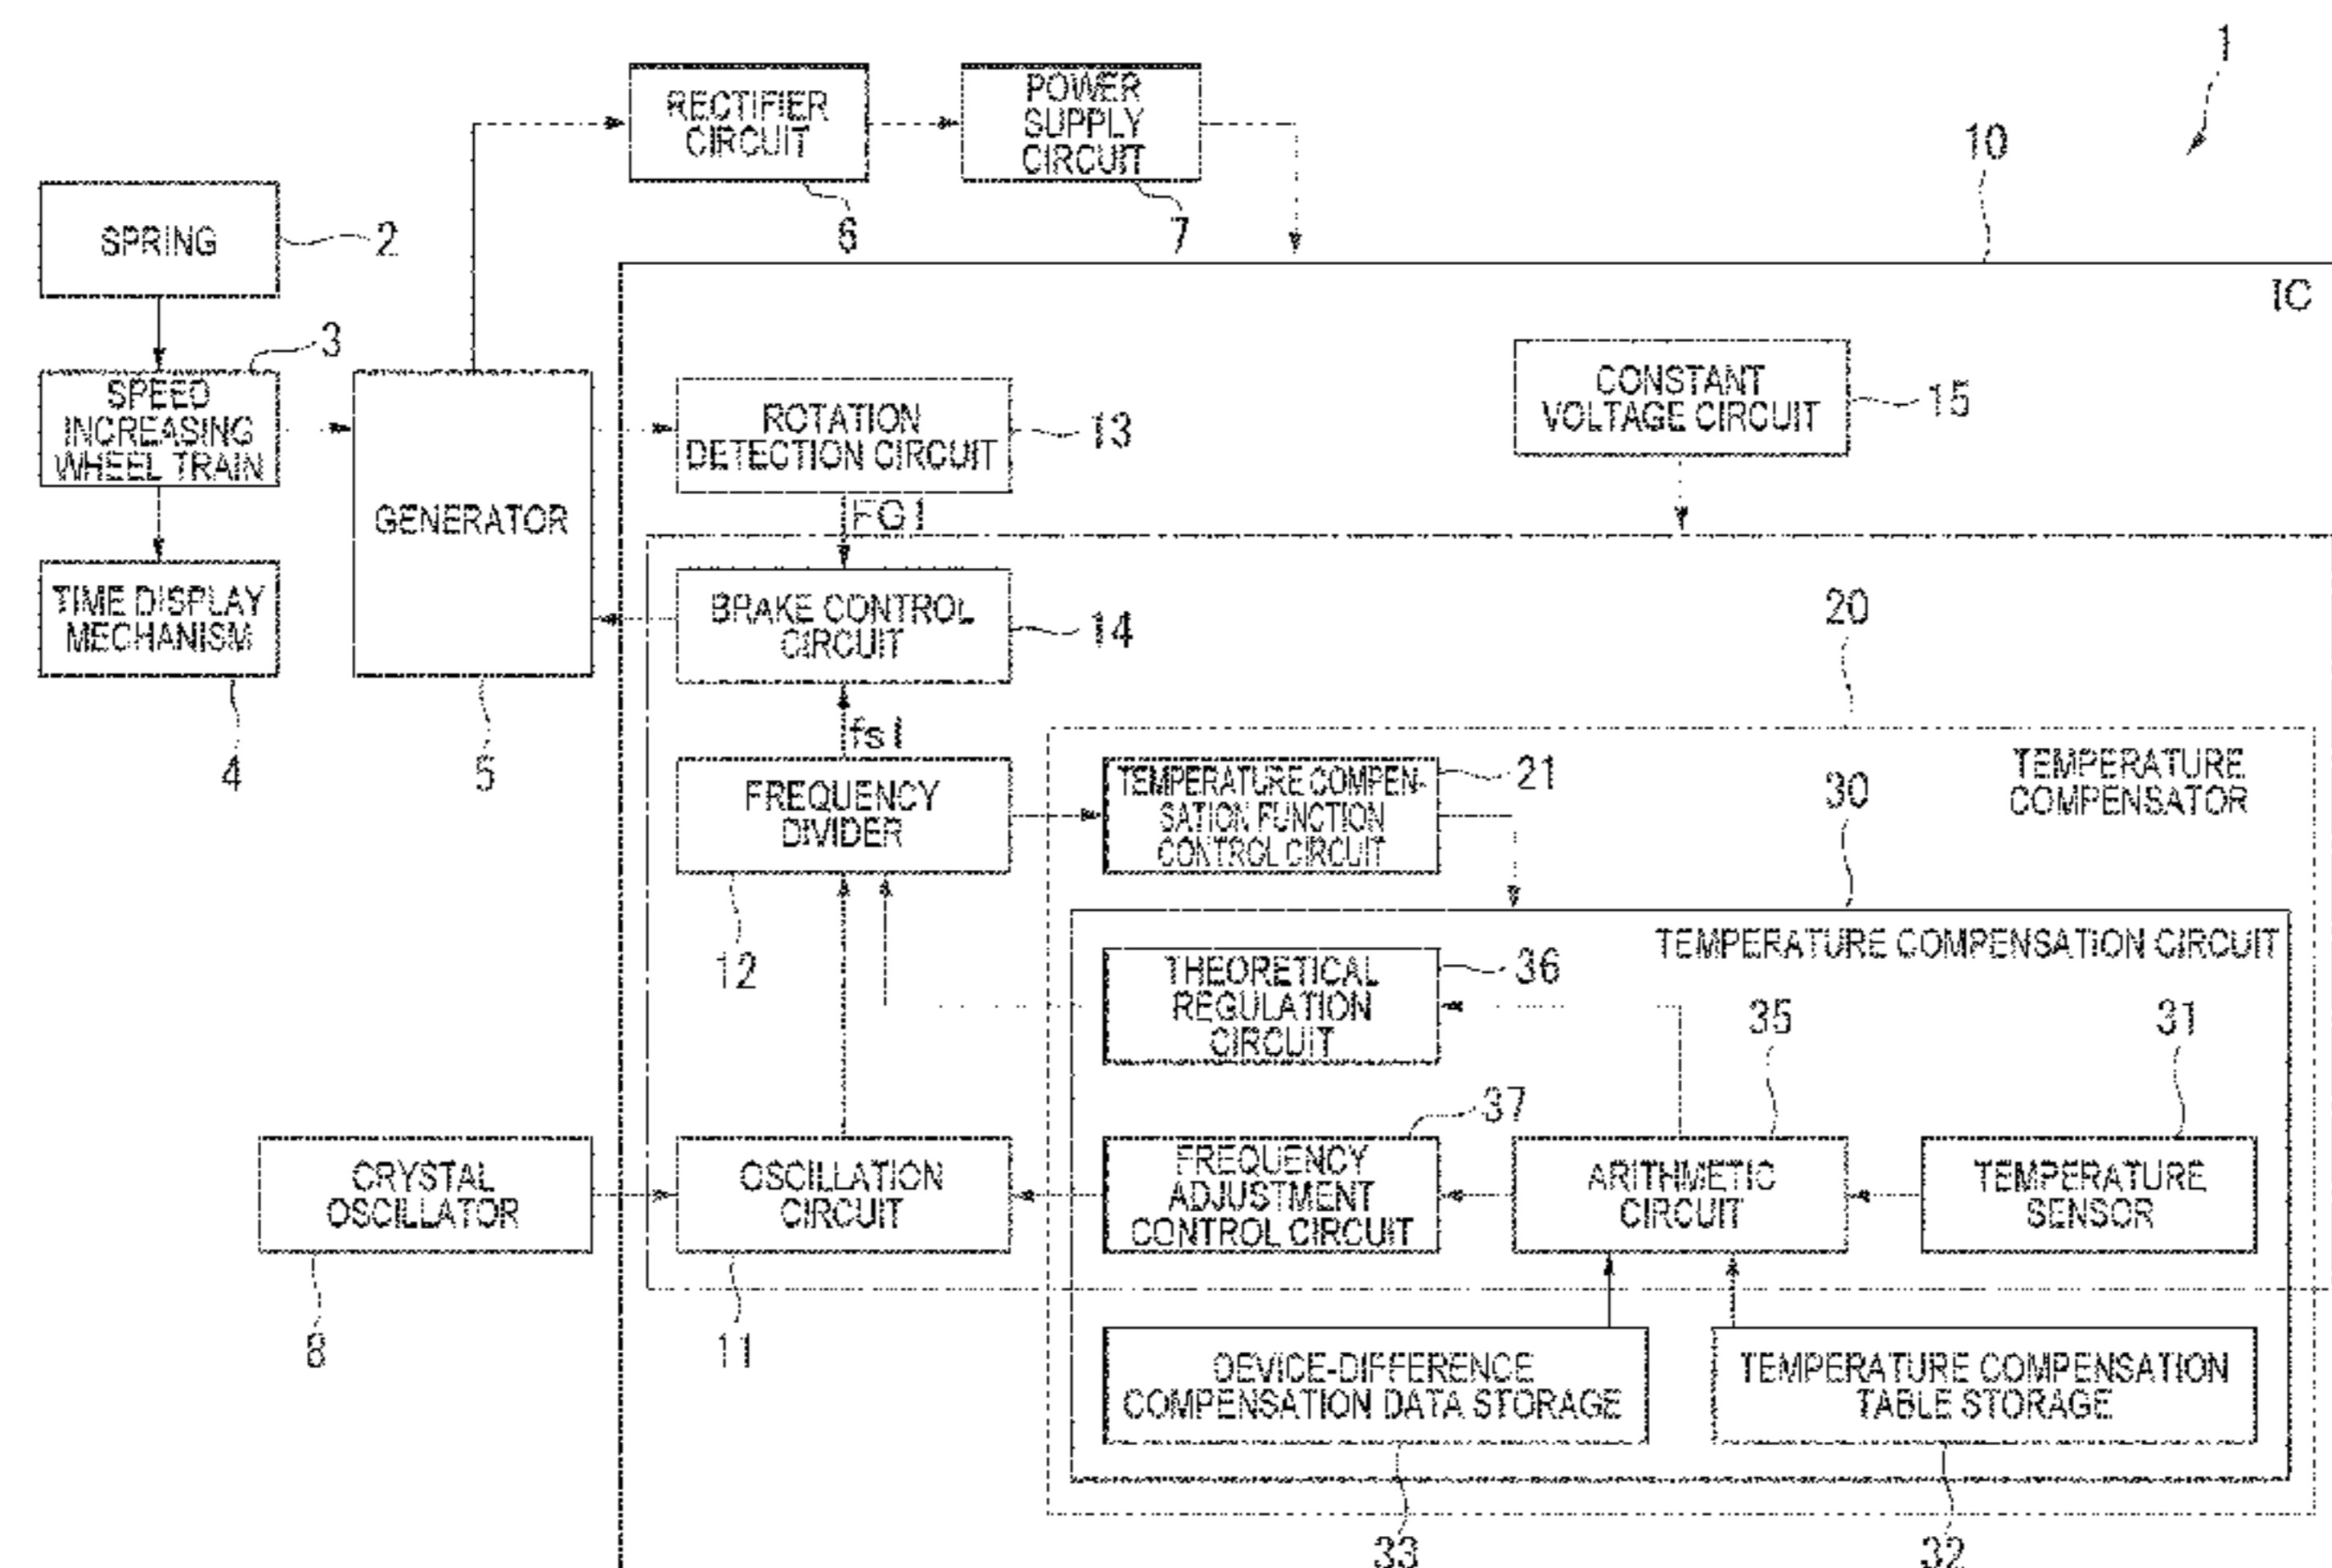 1
RECTIFIER
CIRCUIT
6
POWER
SUPPLY
CIRCUIT
7
10
IC
SPRING
2
SPEED
INCREASING
WHEEL TRAIN
3
TIME DISPLAY
MECHANISM
4
GENERATOR
5
ROTATION
DETECTION CIRCUIT
13
FG1
CONSTANT
VOLTAGE CIRCUIT
15
BRAKE CONTROL
CIRCUIT
14
fs1
FREQUENCY
DIVIDER
12
20
TEMPERATURE
COMPENSATOR
TEMPERATURE COMPEN-
SATION FUNCTION
CONTROL CIRCUIT
21
30
TEMPERATURE COMPENSATION CIRCUIT
THEORETICAL
REGULATION
CIRCUIT
36
35
31
37
CRYSTAL
OSCILLATOR
8
OSCILLATION
CIRCUIT
11
FREQUENCY
ADJUSTMENT
CONTROL CIRCUIT
ARITHMETIC
CIRCUIT
TEMPERATURE
SENSOR
DEVICE-DIFFERENCE
COMPENSATION DATA STORAGE
33
TEMPERATURE COMPENSATION
TABLE STORAGE
32